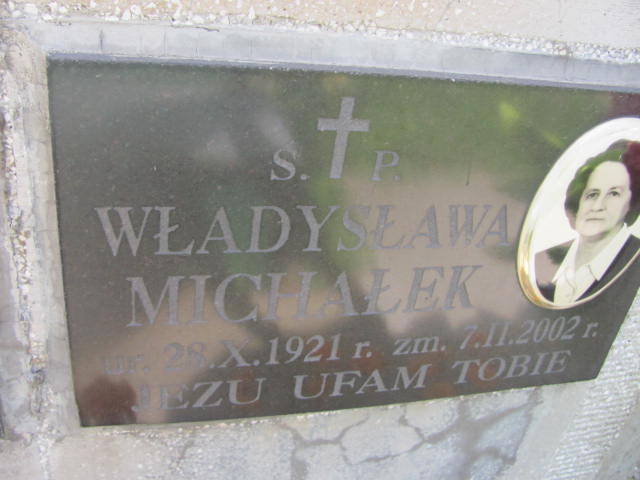 S. P.
WŁADYSŁAWA
MICHAŁEK
ur. 28.X.1921 r. zm. 7.II.2002 r.
JEZU UFAM TOBIE